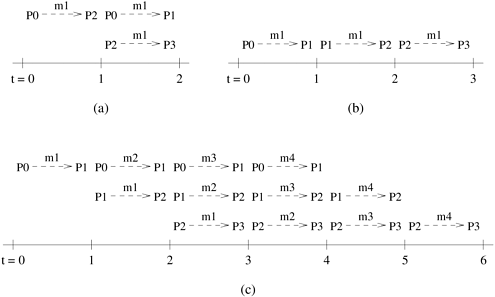 m1 m1
P0 P2 P0 P1
m1
P2 P3
t = 0 1 2
(a)
m1 m1 m1
P0 P1 P1 P2 P2 P3
t = 0 1 2 3
(b)
m1 m2 m3 m4
P0 P1 P0 P1 P0 P1 P0 P1
m1 m2 m3 m4
P1 P2 P1 P2 P1 P2 P1 P2
m1 m2 m3 m4
P2 P3 P2 P3 P2 P3 P2 P3
t = 0 1 2 3 4 5 6
(c)